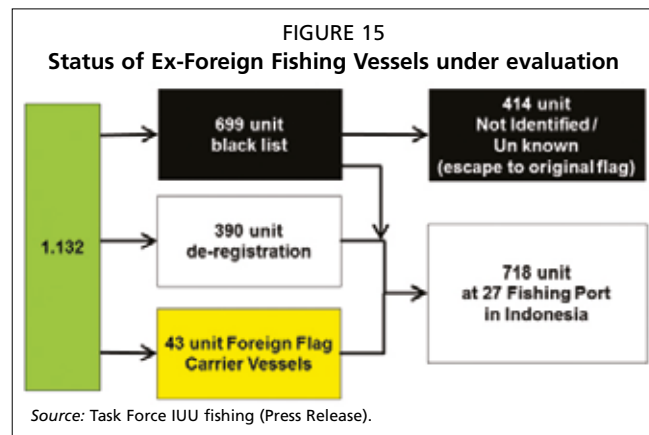 FIGURE 15
Status of Ex-Foreign Fishing Vessels under evaluation
1.132
699 unit
black list
414 unit
Not Identified /
Un known
(escape to original flag)
390 unit
de-registration
718 unit
at 27 Fishing Port
in Indonesia
43 unit Foreign Flag
Carrier Vessels
Source: Task Force IUU fishing (Press Release).